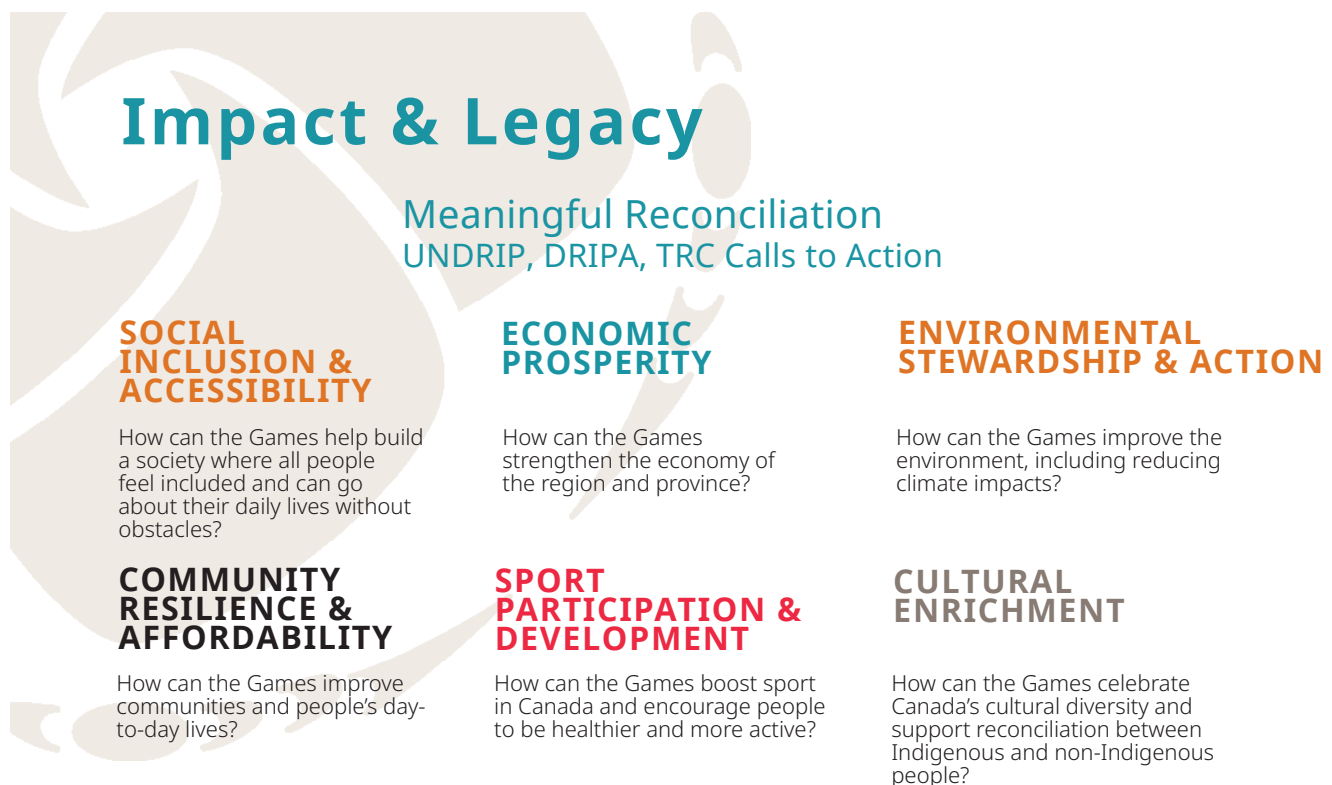 Impact & Legacy
Meaningful Reconciliation
UNDRIP, DRIPA, TRC Calls to Action
SOCIAL
INCLUSION &
ACCESSIBILITY
How can the Games help build
a society where all people
feel included and can go
about their daily lives without
obstacles?
ECONOMIC
PROSPERITY
How can the Games
strengthen the economy of
the region and province?
ENVIRONMENTAL
STEWARDSHIP & ACTION
How can the Games improve the
environment, including reducing
climate impacts?
COMMUNITY
RESILIENCE &
AFFORDABILITY
How can the Games improve
communities and people’s day-
to-day lives?
SPORT
PARTICIPATION &
DEVELOPMENT
How can the Games boost sport
in Canada and encourage people
to be healthier and more active?
CULTURAL
ENRICHMENT
How can the Games celebrate
Canada’s cultural diversity and
support reconciliation between
Indigenous and non-Indigenous
people?